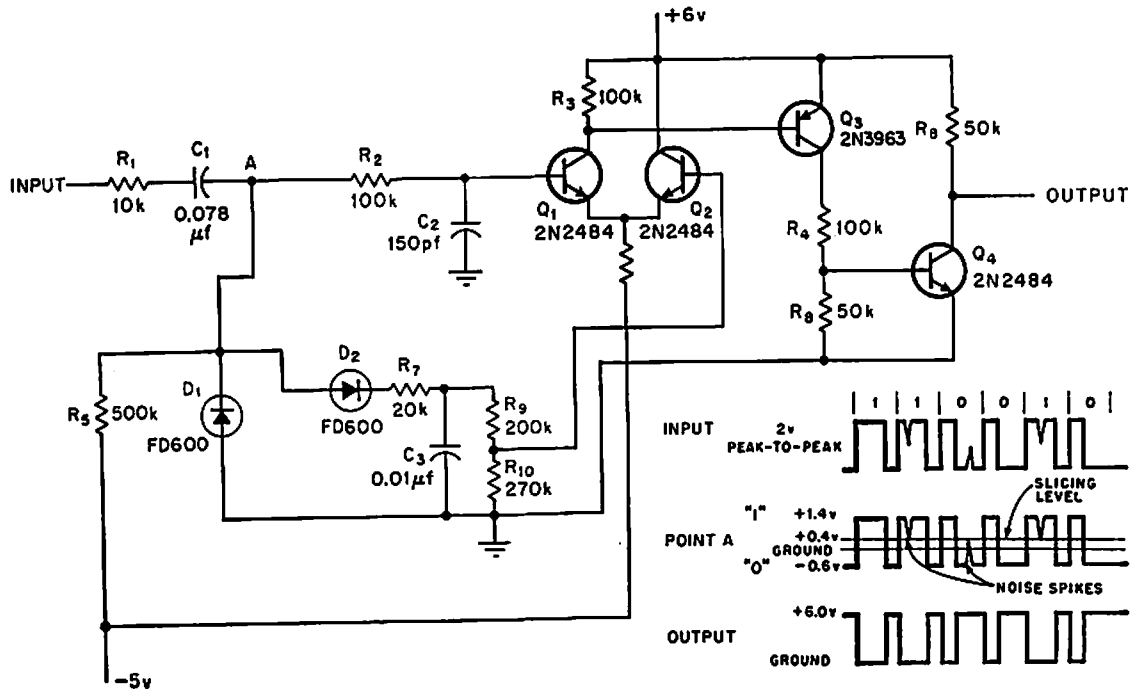 +6v
R3
100k
Q3
2N3963
R8
50k
R1
C1
A
R2
INPUT
10k
0.078
μf
100k
C2
150pf
Q1
2N2484
Q2
2N2484
OUTPUT
R4
100k
Q4
2N2484
R8
50k
D1
FD600
D2
FD600
R7
20k
R5
500k
C3
0.01μf
R9
200k
R10
270k
-5v
| 1 | 1 | 0 | 0 | 1 | 0 |
INPUT
2v
PEAK-TO-PEAK
SLICING
LEVEL
POINT A
"1"
+1.4v
+0.4v
GROUND
"0"
-0.6v
NOISE SPIKES
OUTPUT
+6.0v
GROUND